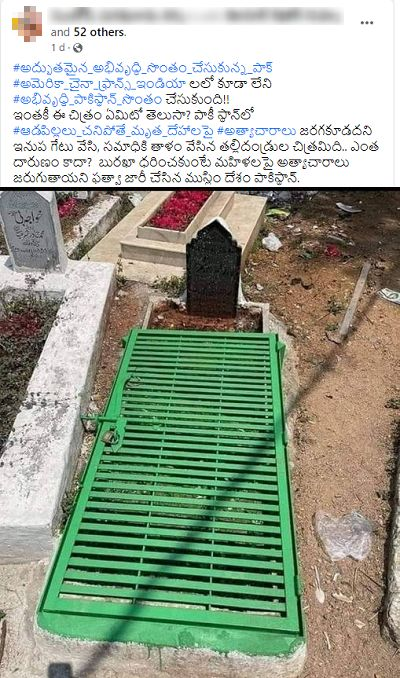 and 52 others.
1 d
#అద్భుతమైన_అభివృద్ధి_సొంతం_చేసుకున్న_పాక్
#అమెరికా_చైనా_ఫ్రాన్స్_ఇండియా లలో కూడా లేని
#అభివృద్ధి_పాకిస్తాన్_సొంతం చేసుకుంది!!
ఇంతకీ ఈ చిత్రం ఏమిటో తెలుసా? పాకీ స్థాన్‌లో
#ఆడపిల్లలు_చనిపోతే_మృత_దేహాలపై #అత్యాచారాలు జరగకూడదని
ఇనుప గేటు వేసి, సమాధికి తాళం వేసిన తల్లీదండ్రుల చిత్రమిది.. ఎంత
దారుణం కాదా? బురఖా ధరించకుంటే మహిళలపై అత్యాచారాలు
జరుగుతాయని ఫత్వా జారీ చేసిన ముస్లిం దేశం పాకిస్థాన్.